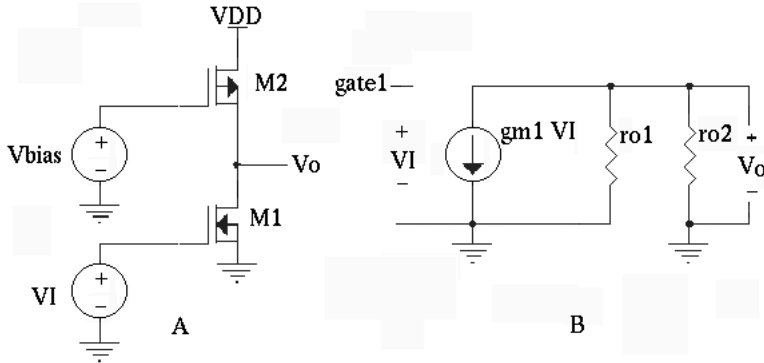 VDD
M2
Vbias
+
−
Vo
M1
VI
+
−
A
gate1
+
VI
−
gm1 VI
ro1
ro2
+
Vo
−
B